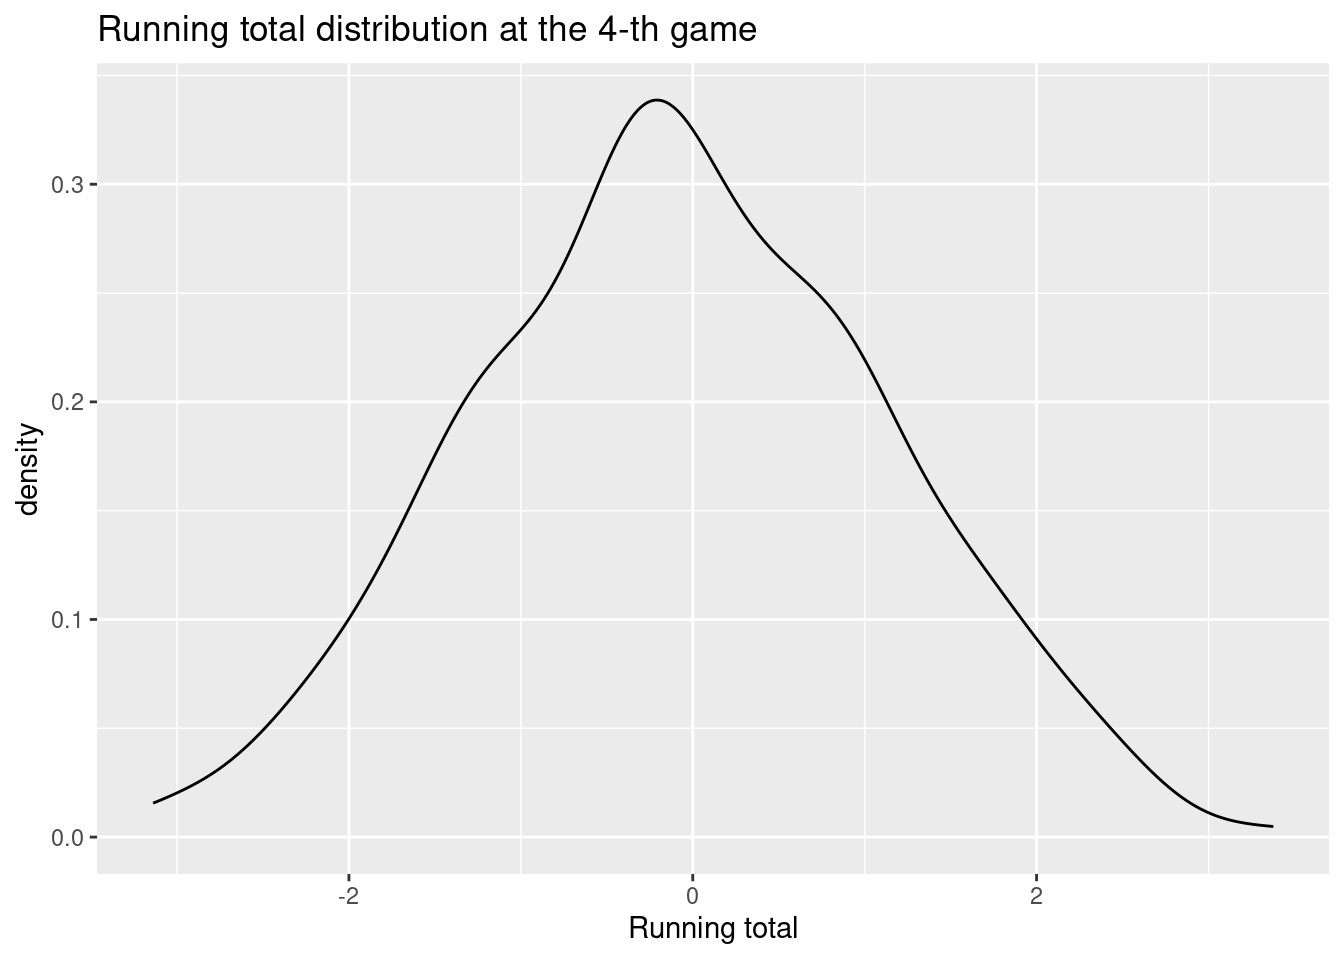 Running total distribution at the 4-th game
density
0.3
0.2
0.1
0.0
-2
0
2
Running total